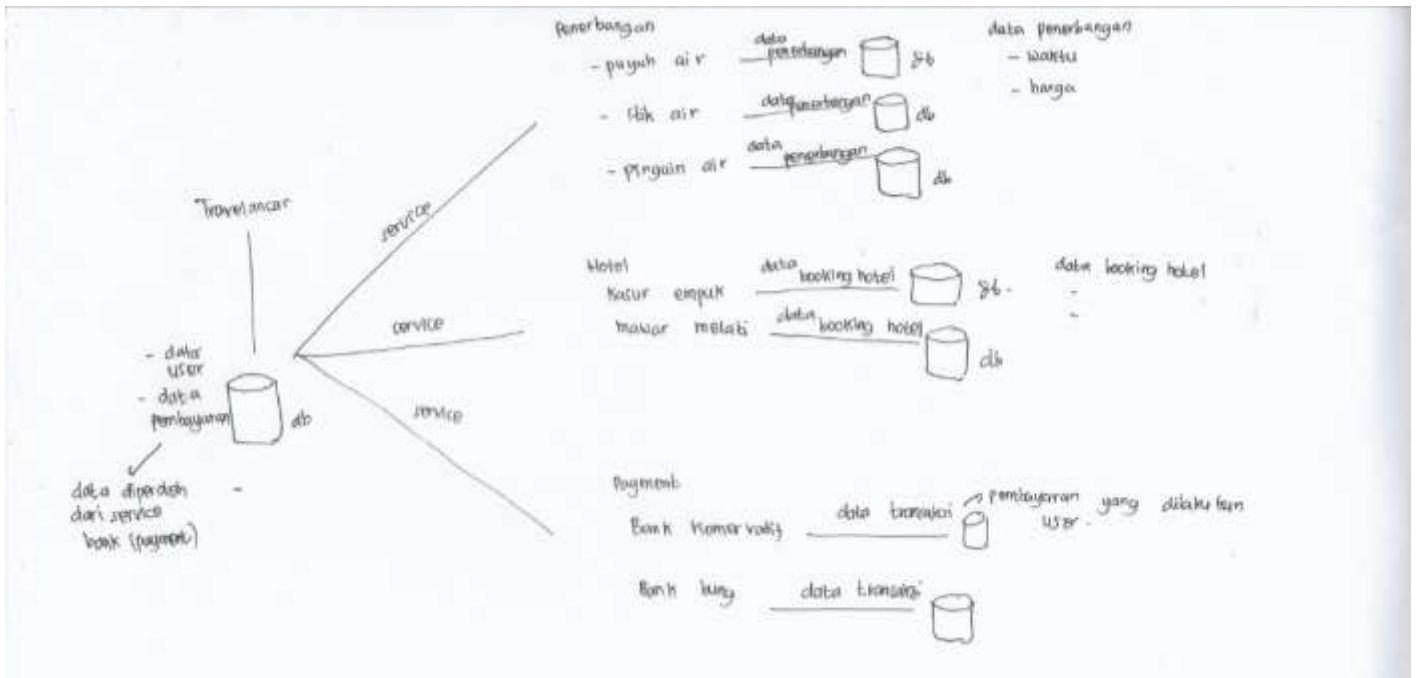 Travelancar
- data
user
- data
pembayaran
db
data diperoleh
dari service
bank (payment)
-
service
service
service
Penerbangan
- puyuh air
data
penerbangan
db
- itik air
data penerbangan
db
- pinguin air
data
penerbangan
db
data penerbangan
- waktu
- harga
Hotel
kasur empuk
data
booking hotel
db.
mawar melati
data
booking hotel
db
data booking hotel
-
-
Payment
Bank
data transaksi
pembayaran yang dilakukan
user.
Bank
data transaksi